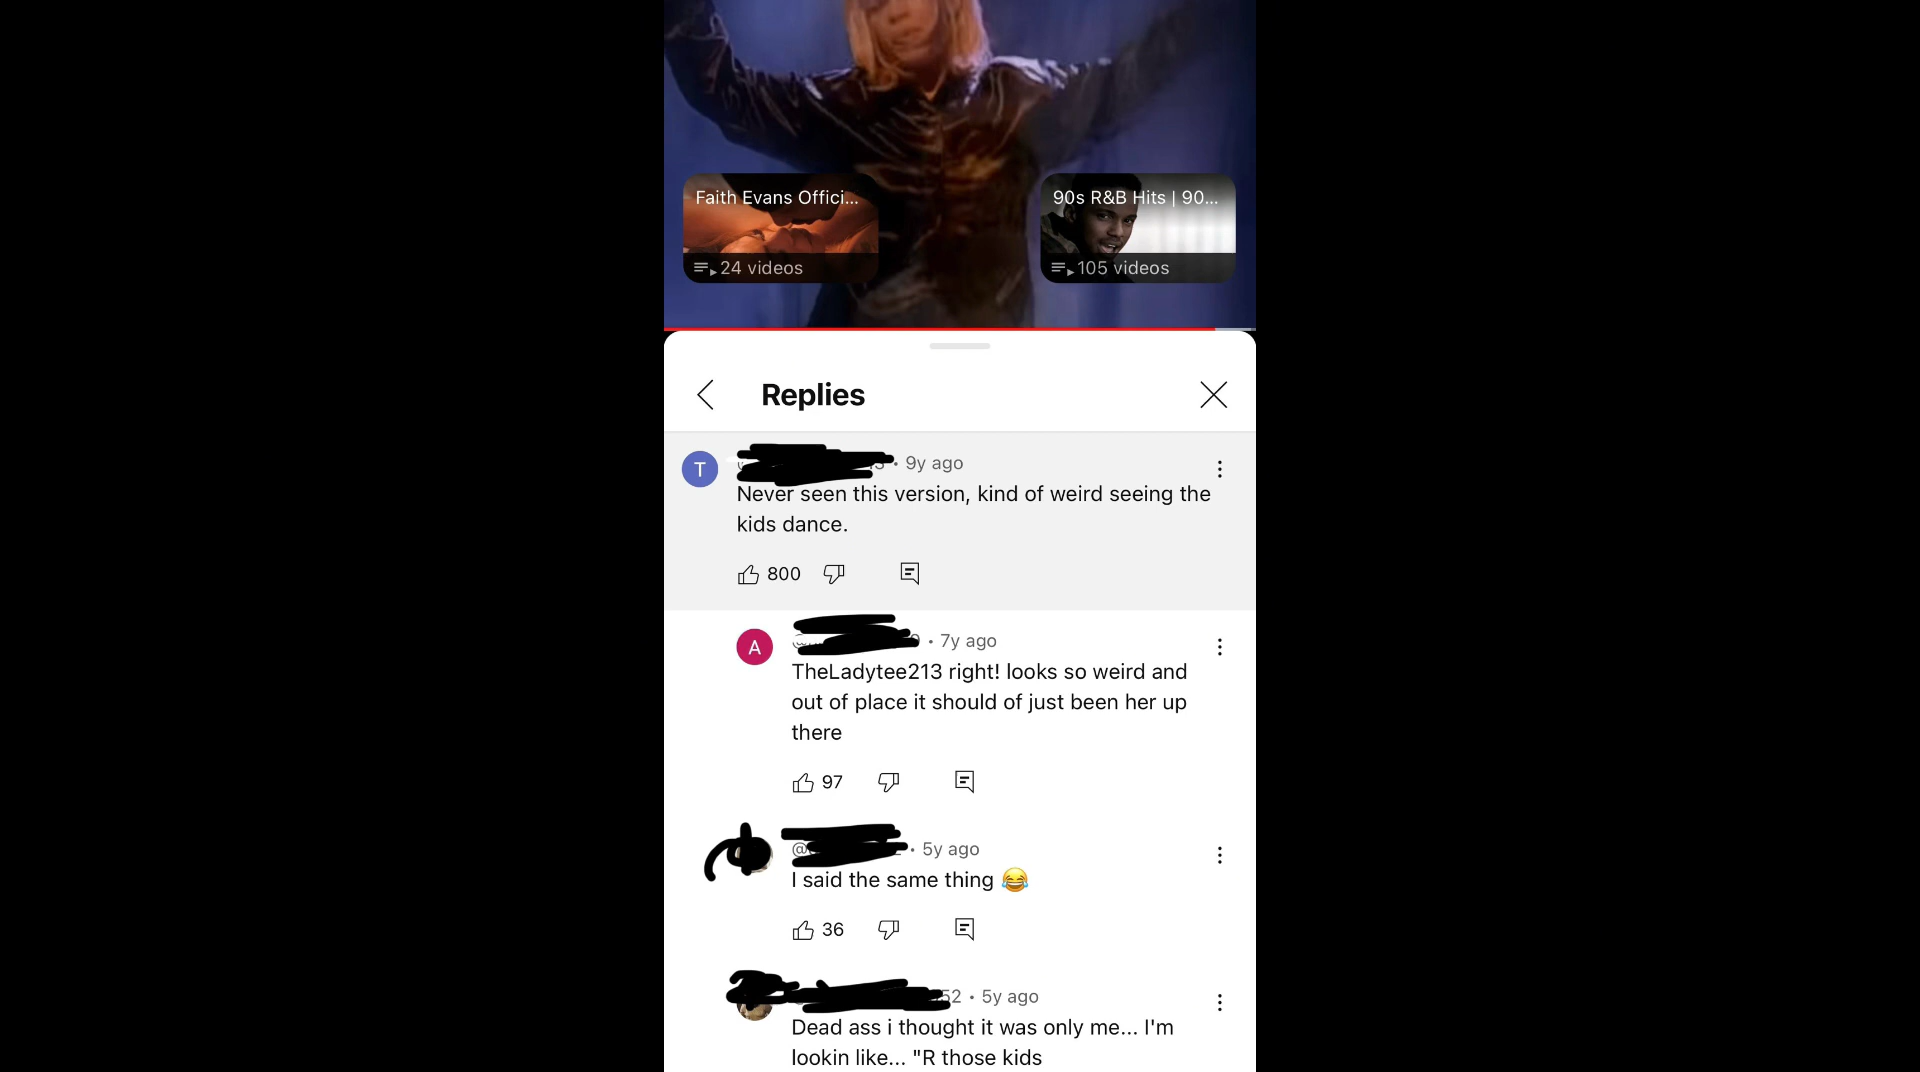 Faith Evans Offici...
90s R&B Hits | 90...
24 videos
105 videos
Replies
T
• 9y ago
Never seen this version, kind of weird seeing the
kids dance.
800
A
• 7y ago
TheLadytee213 right! looks so weird and
out of place it should of just been her up
there
97
@
• 5y ago
I said the same thing 😂
36
52 • 5y ago
Dead ass i thought it was only me... I'm
lookin like... "R those kids